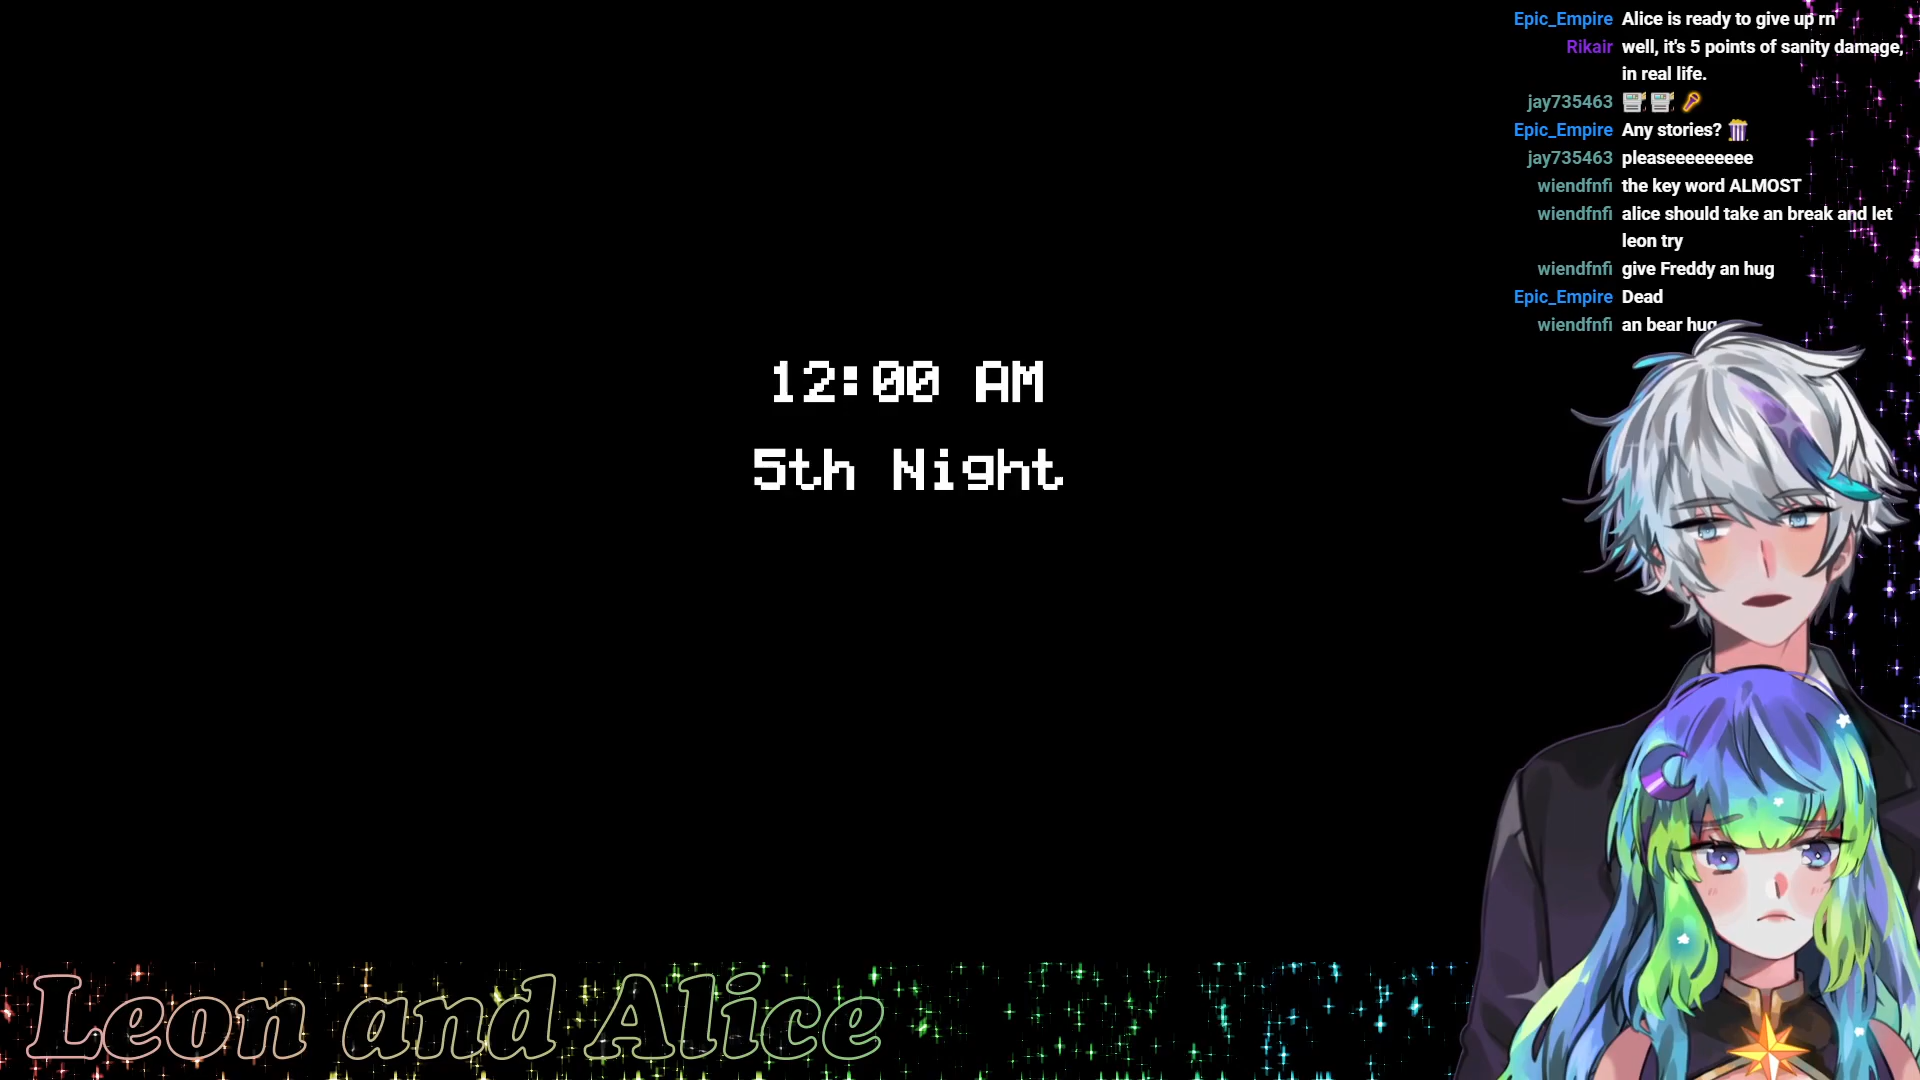 Epic_Empire Alice is ready to give up rn
Rikair well, it's 5 points of sanity damage,
in real life.
jay735463
Epic_Empire Any stories?
jay735463 pleaseeeeeeeee
wiendfnfi the key word ALMOST
wiendfnfi alice should take an break and let
leon try
wiendfnfi give Freddy an hug
Epic_Empire Dead
wiendfnfi an bear hug
12:00 AM
5th Night
Leon and Alice